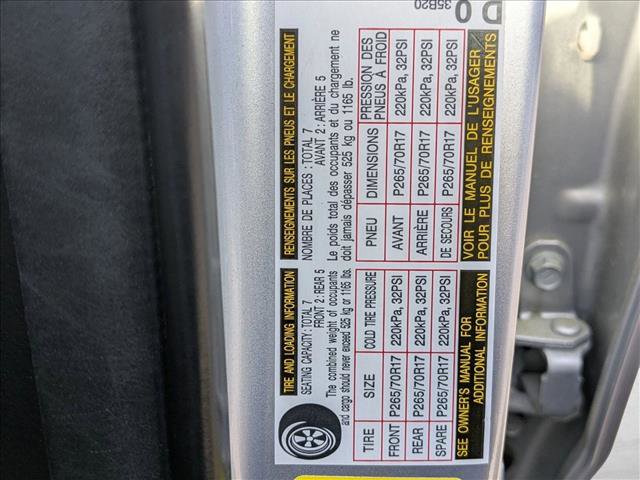 TIRE AND LOADING INFORMATION
SEATING CAPACITY : TOTAL 7
FRONT 2 : REAR 5
The combined weight of occupants
and cargo should never exceed 525 kg or 1165 lbs.
TIRE SIZE COLD TIRE PRESSURE
FRONT P265/70R17 220kPa, 32PSI
REAR P265/70R17 220kPa, 32PSI
SPARE P265/70R17 220kPa, 32PSI
SEE OWNER'S MANUAL FOR
ADDITIONAL INFORMATION
RENSEIGNEMENTS SUR LES PNEUS ET LE CHARGEMENT
NOMBRE DE PLACES : TOTAL 7
AVANT 2 : ARRIÈRE 5
Le poids total des occupants et du chargement ne
doit jamais dépasser 525 kg ou 1165 lb.
PNEU DIMENSIONS PRESSION DES
PNEUS À FROID
AVANT P265/70R17 220kPa, 32PSI
ARRIÈRE P265/70R17 220kPa, 32PSI
DE SECOURS P265/70R17 220kPa, 32PSI
VOIR LE MANUEL DE L'USAGER
POUR PLUS DE RENSEIGNEMENTS
35B20
D0